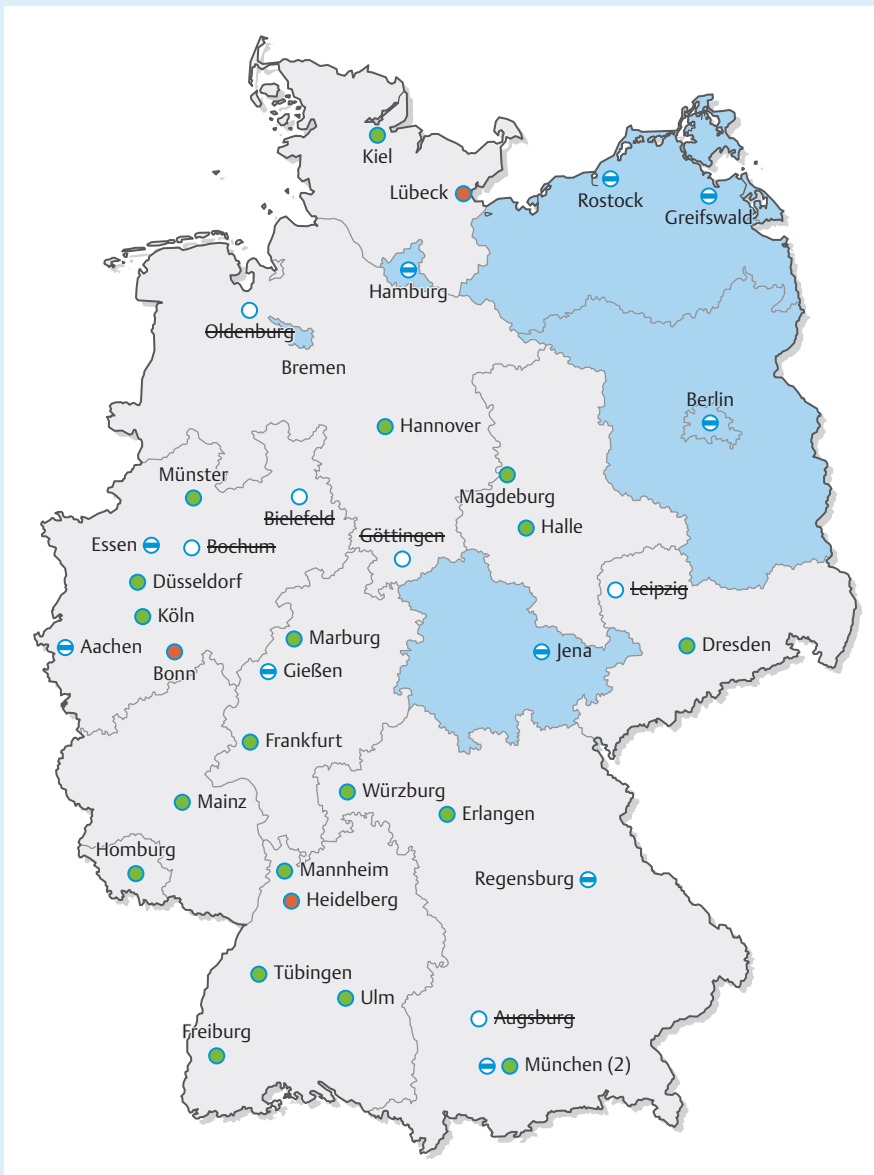 Kiel
Lübeck
Rostock
Greifswald
Hamburg
Oldenburg
Bremen
Berlin
Hannover
Münster
Magdeburg
Bielefeld
Halle
Göttingen
Essen
Bochum
Düsseldorf
Leipzig
Köln
Marburg
Dresden
Aachen
Jena
Bonn
Gießen
Frankfurt
Würzburg
Mainz
Erlangen
Homburg
Mannheim
Regensburg
Heidelberg
Tübingen
Ulm
Augsburg
Freiburg
München (2)